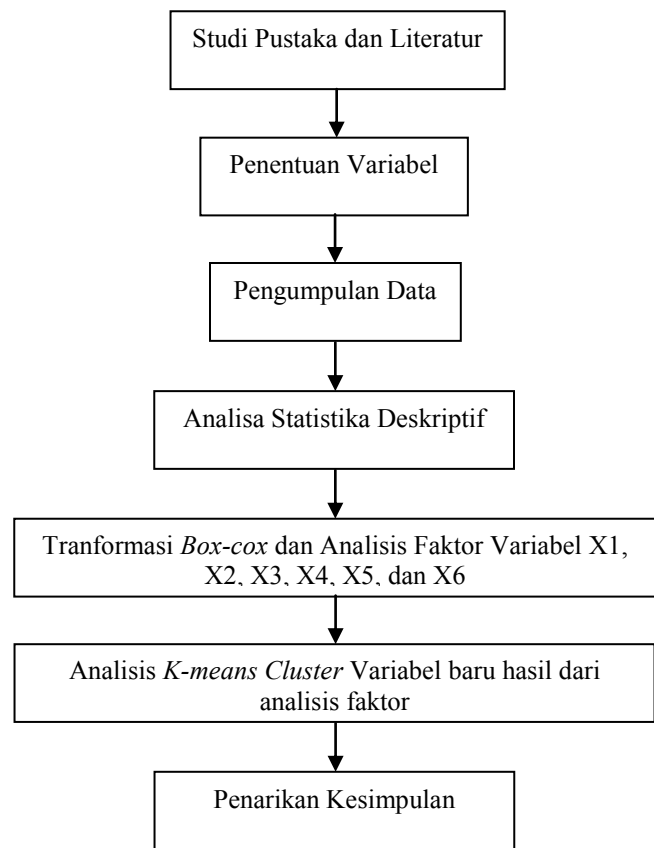 Studi Pustaka dan Literatur
Penentuan Variabel
Pengumpulan Data
Analisa Statistika Deskriptif
Tranformasi Box-cox dan Analisis Faktor Variabel X1,
X2, X3, X4, X5, dan X6
Analisis K-means Cluster Variabel baru hasil dari
analisis faktor
Penarikan Kesimpulan